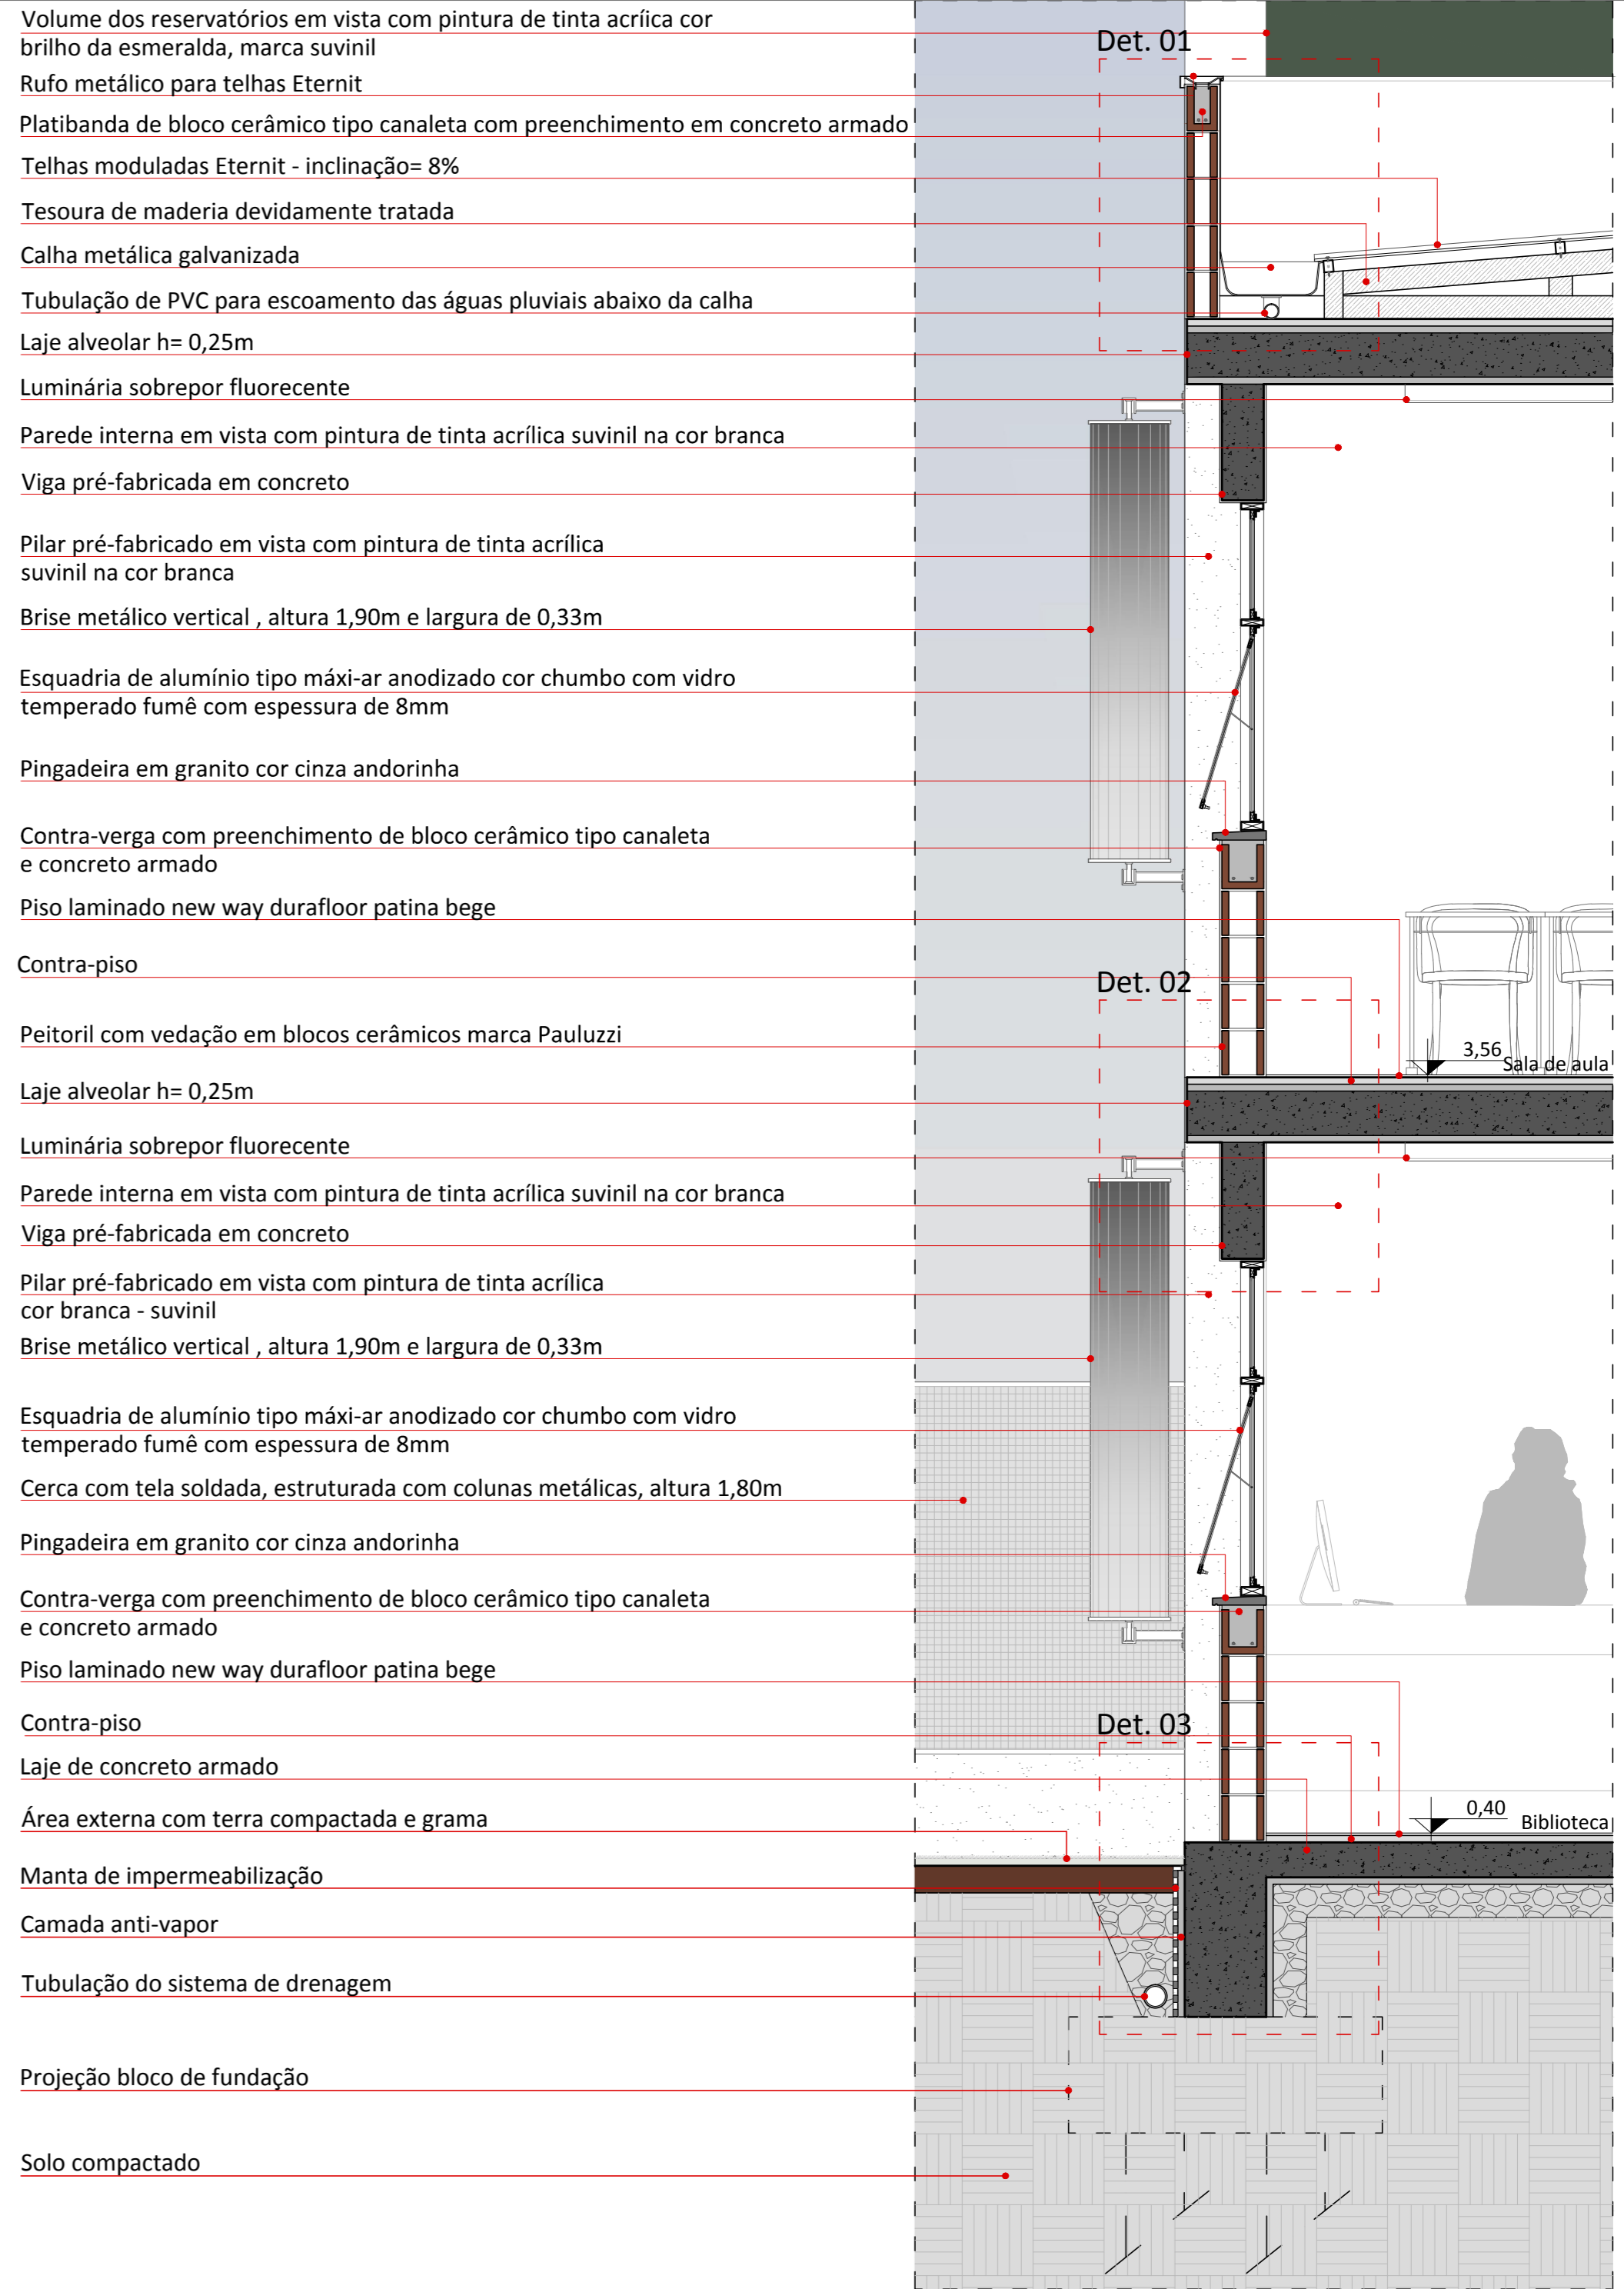 Volume dos reservatórios em vista com pintura de tinta acríica cor
brilho da esmeralda, marca suvinil
Det. 01
Rufo metálico para telhas Eternit
Platibanda de bloco cerâmico tipo canaleta com preenchimento em concreto armado
Telhas moduladas Eternit - inclinação= 8%
Tesoura de maderia devidamente tratada
Calha metálica galvanizada
Tubulação de PVC para escoamento das águas pluviais abaixo da calha
Laje alveolar h= 0,25m
Luminária sobrepor fluorecente
Parede interna em vista com pintura de tinta acrílica suvinil na cor branca
Viga pré-fabricada em concreto
Pilar pré-fabricado em vista com pintura de tinta acrílica
suvinil na cor branca
Brise metálico vertical , altura 1,90m e largura de 0,33m
Esquadria de alumínio tipo máxi-ar anodizado cor chumbo com vidro
temperado fumê com espessura de 8mm
Pingadeira em granito cor cinza andorinha
Contra-verga com preenchimento de bloco cerâmico tipo canaleta
e concreto armado
Piso laminado new way durafloor patina bege
Contra-piso
Det. 02
Peitoril com vedação em blocos cerâmicos marca Pauluzzi
3,56
Sala de aula
Laje alveolar h= 0,25m
Luminária sobrepor fluorecente
Parede interna em vista com pintura de tinta acrílica suvinil na cor branca
Viga pré-fabricada em concreto
Pilar pré-fabricado em vista com pintura de tinta acrílica
cor branca - suvinil
Brise metálico vertical , altura 1,90m e largura de 0,33m
Esquadria de alumínio tipo máxi-ar anodizado cor chumbo com vidro
temperado fumê com espessura de 8mm
Cerca com tela soldada, estruturada com colunas metálicas, altura 1,80m
Pingadeira em granito cor cinza andorinha
Contra-verga com preenchimento de bloco cerâmico tipo canaleta
e concreto armado
Piso laminado new way durafloor patina bege
Contra-piso
Det. 03
Laje de concreto armado
0,40
Biblioteca
Área externa com terra compactada e grama
Manta de impermeabilização
Camada anti-vapor
Tubulação do sistema de drenagem
Projeção bloco de fundação
Solo compactado